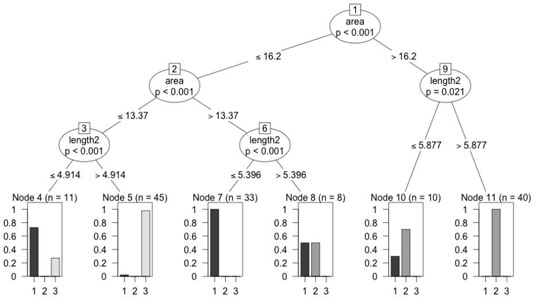 1
area
p < 0.001
≤ 16.2
> 16.2
2
area
p < 0.001
9
length2
p = 0.021
≤ 13.37
> 13.37
3
length2
p < 0.001
6
length2
p < 0.001
≤ 5.877
> 5.877
≤ 4.914
> 4.914
≤ 5.396
> 5.396
Node 4 (n = 11)
1
0.8
0.6
0.4
0.2
0
1 2 3
Node 5 (n = 45)
1
0.8
0.6
0.4
0.2
0
1 2 3
Node 7 (n = 33)
1
0.8
0.6
0.4
0.2
0
1 2 3
Node 8 (n = 8)
1
0.8
0.6
0.4
0.2
0
1 2 3
Node 10 (n = 10)
1
0.8
0.6
0.4
0.2
0
1 2 3
Node 11 (n = 40)
1
0.8
0.6
0.4
0.2
0
1 2 3